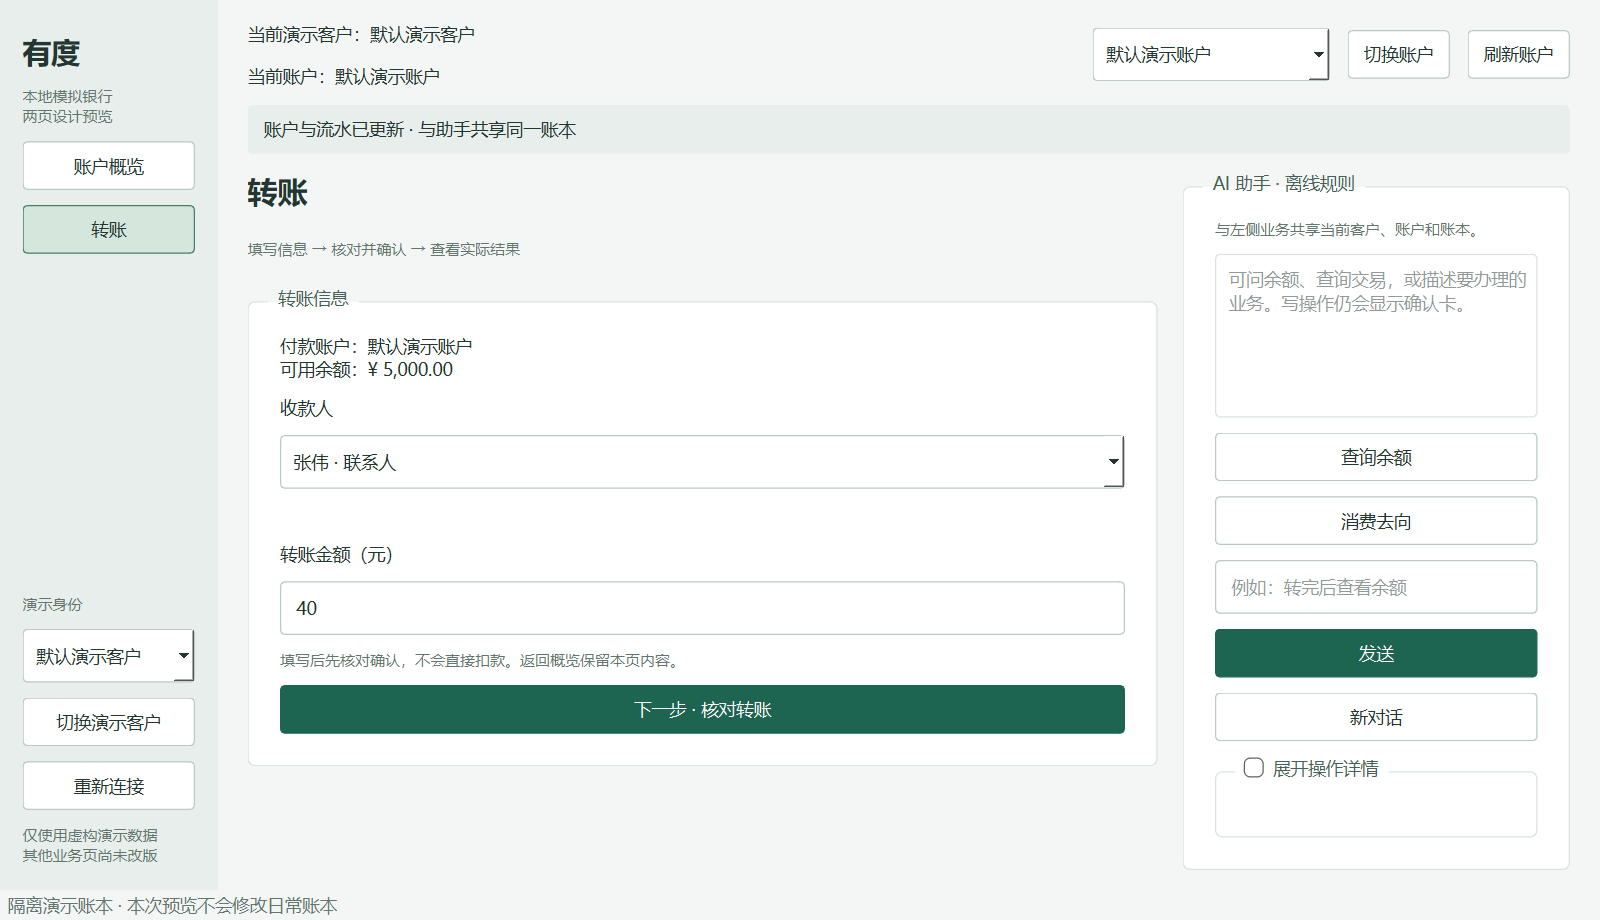 有度
本地模拟银行
两页设计预览
账户概览
转账
演示身份
默认演示客户
切换演示客户
重新连接
仅使用虚构演示数据
其他业务页尚未改版
当前演示客户：默认演示客户
当前账户：默认演示账户
默认演示账户
切换账户
刷新账户
账户与流水已更新 · 与助手共享同一账本
转账
填写信息 → 核对并确认 → 查看实际结果
转账信息
付款账户：默认演示账户
可用余额：¥ 5,000.00
收款人
张伟 · 联系人
转账金额（元）
40
填写后先核对确认，不会直接扣款。返回概览保留本页内容。
下一步 · 核对转账
AI 助手 · 离线规则
与左侧业务共享当前客户、账户和账本。
可问余额、查询交易，或描述要办理的
业务。写操作仍会显示确认卡。
查询余额
消费去向
例如：转完后查看余额
发送
新对话
展开操作详情
隔离演示账本 · 本次预览不会修改日常账本